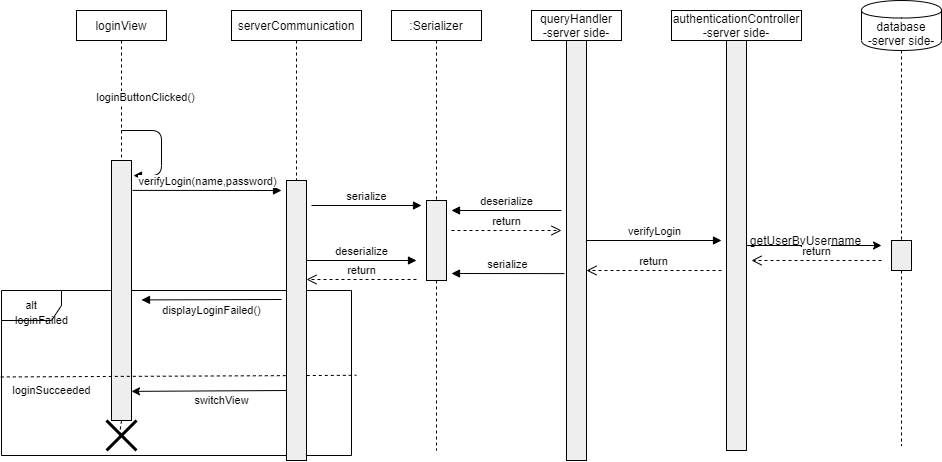 loginView
serverCommunication
:Serializer
queryHandler
-server side-
authenticationController
-server side-
database
-server side-
loginButtonClicked()
verifyLogin(name,password)
serialize
deserialize
return
verifyLogin
getUserByUsername
return
deserialize
return
serialize
return
alt
loginFailed
displayLoginFailed()
loginSucceeded
switchView